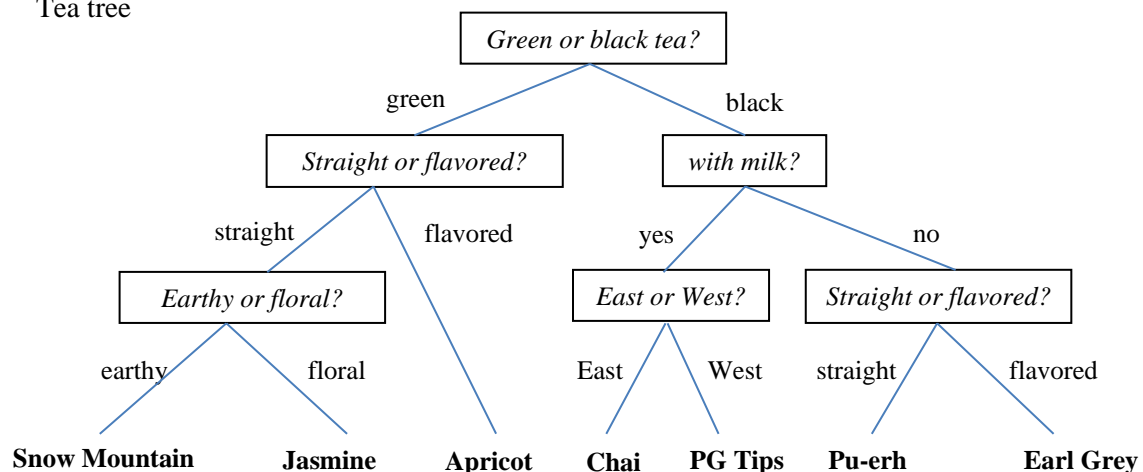 Tea tree
Green or black tea?
green
black
Straight or flavored?
with milk?
straight
flavored
yes
no
Earthy or floral?
East or West?
Straight or flavored?
earthy
floral
East
West
straight
flavored
Snow Mountain
Jasmine
Apricot
Chai
PG Tips
Pu-erh
Earl Grey